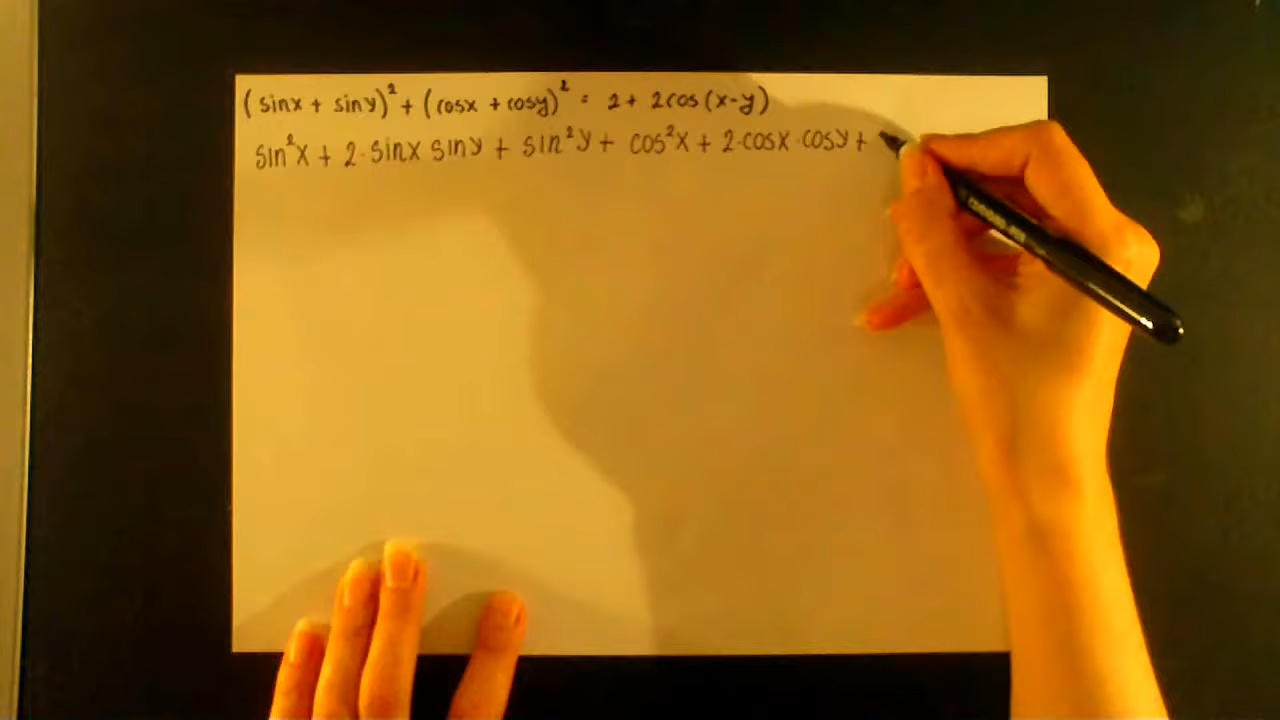 (sinx + siny)² + (cosx + cosy)² = 2 + 2cos(x-y)
sin²x + 2·sinx siny + sin²y + cos²x + 2·cosx·cosy +